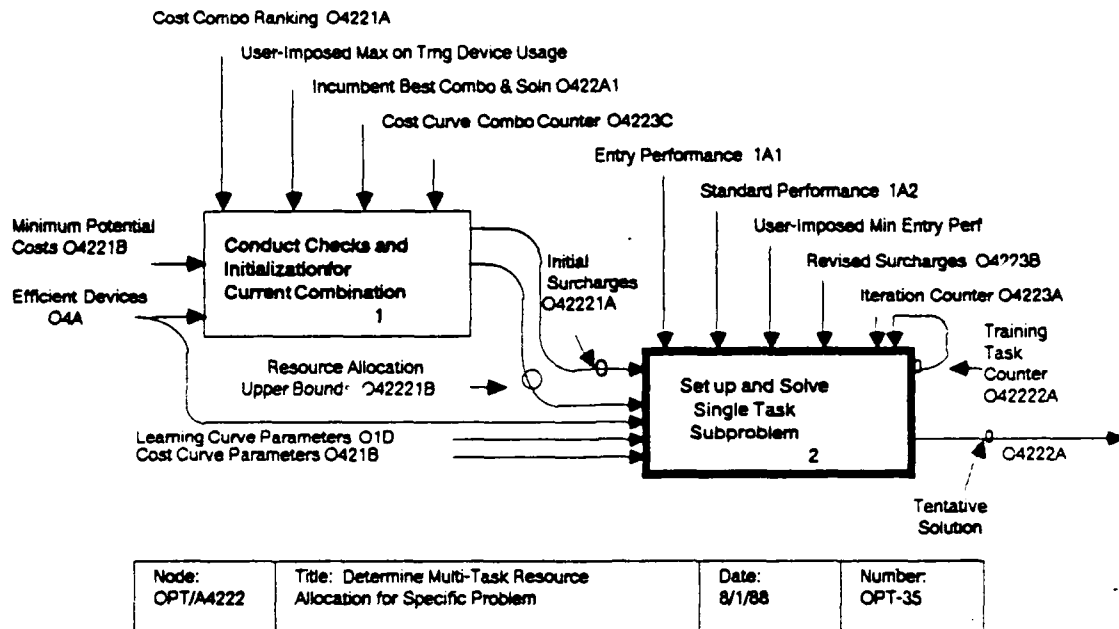 Cost Combo Ranking O4221A
User-Imposed Max on Trng Device Usage
Incumbent Best Combo & Soln O422A1
Cost Curve Combo Counter O4223C
Entry Performance 1A1
Standard Performance 1A2
User-Imposed Min Entry Perf
Revised Surcharges O4223B
Iteration Counter O4223A
Minimum Potential
Costs O4221B
Efficient Devices
O4A
Conduct Checks and
Initializationfor
Current Combination
1
Initial
Surcharges
O42221A
Training
Task
Counter
O42222A
Resource Allocation
Upper Bounds O42221B
Learning Curve Parameters O1D
Cost Curve Parameters O421B
Set up and Solve
Single Task
Subproblem
2
O4222A
Tentative
Solution
Node:
OPT/A4222
Title: Determine Multi-Task Resource
Allocation for Specific Problem
Date:
8/1/88
Number:
OPT-35